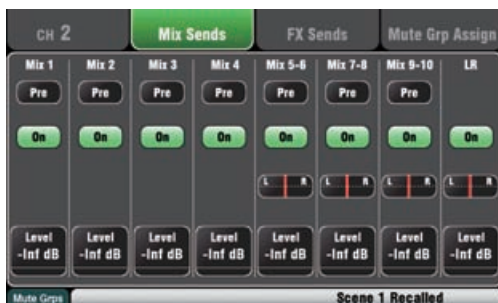 CH 2 Mix Sends FX Sends Mute Grp Assign
Mix 1 Mix 2 Mix 3 Mix 4 Mix 5-6 Mix 7-8 Mix 9-10 LR
Pre Pre Pre Pre Pre Pre Pre
On On On On On On On On
L R L R L R L R
Level Level Level Level Level Level Level Level
-Inf dB -Inf dB -Inf dB -Inf dB -Inf dB -Inf dB -Inf dB -Inf dB
Mute Grps Scene 1 Recalled